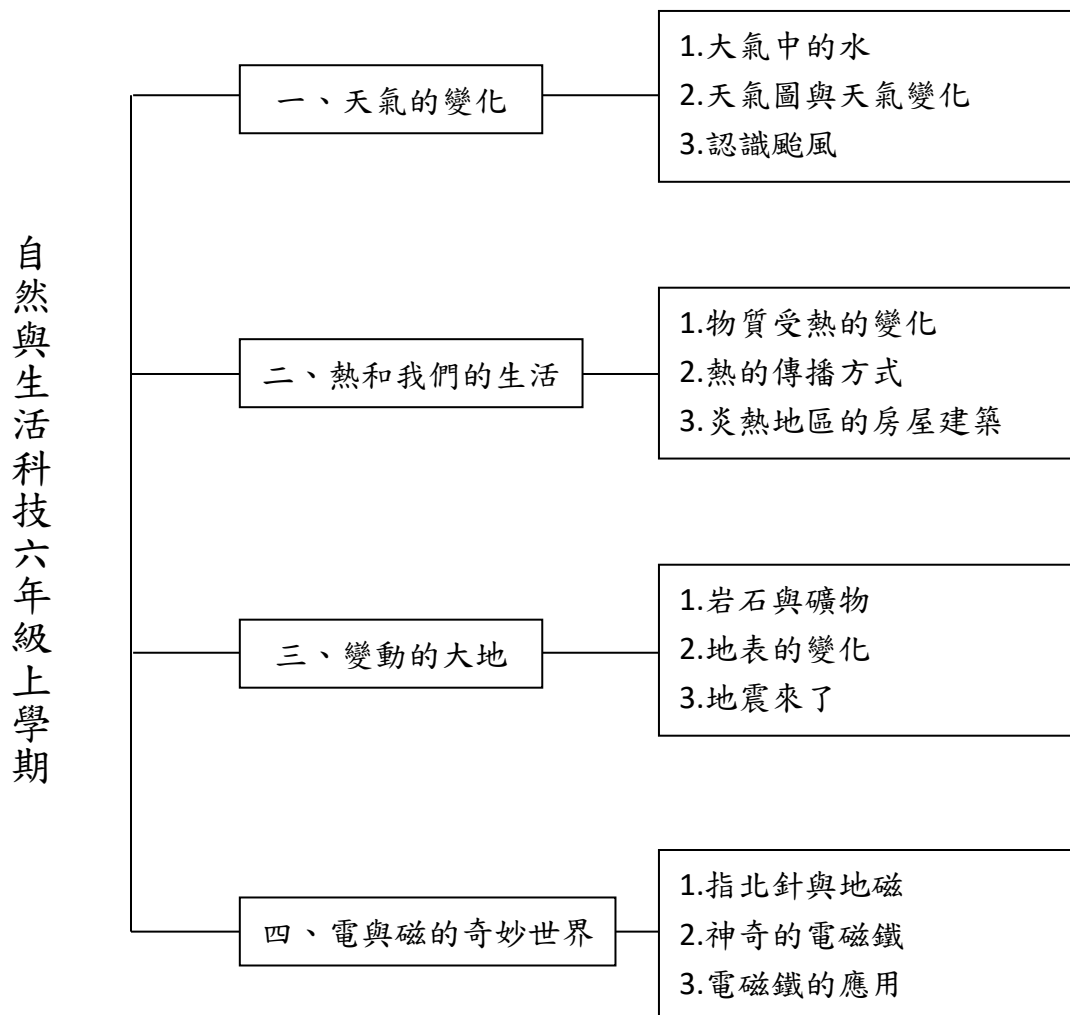 自然與生活科技六年級上學期
一、天氣的變化
1.大氣中的水
2.天氣圖與天氣變化
3.認識颱風
二、熱和我們的生活
1.物質受熱的變化
2.熱的傳播方式
3.炎熱地區的房屋建築
三、變動的大地
1.岩石與礦物
2.地表的變化
3.地震來了
四、電與磁的奇妙世界
1.指北針與地磁
2.神奇的電磁鐵
3.電磁鐵的應用